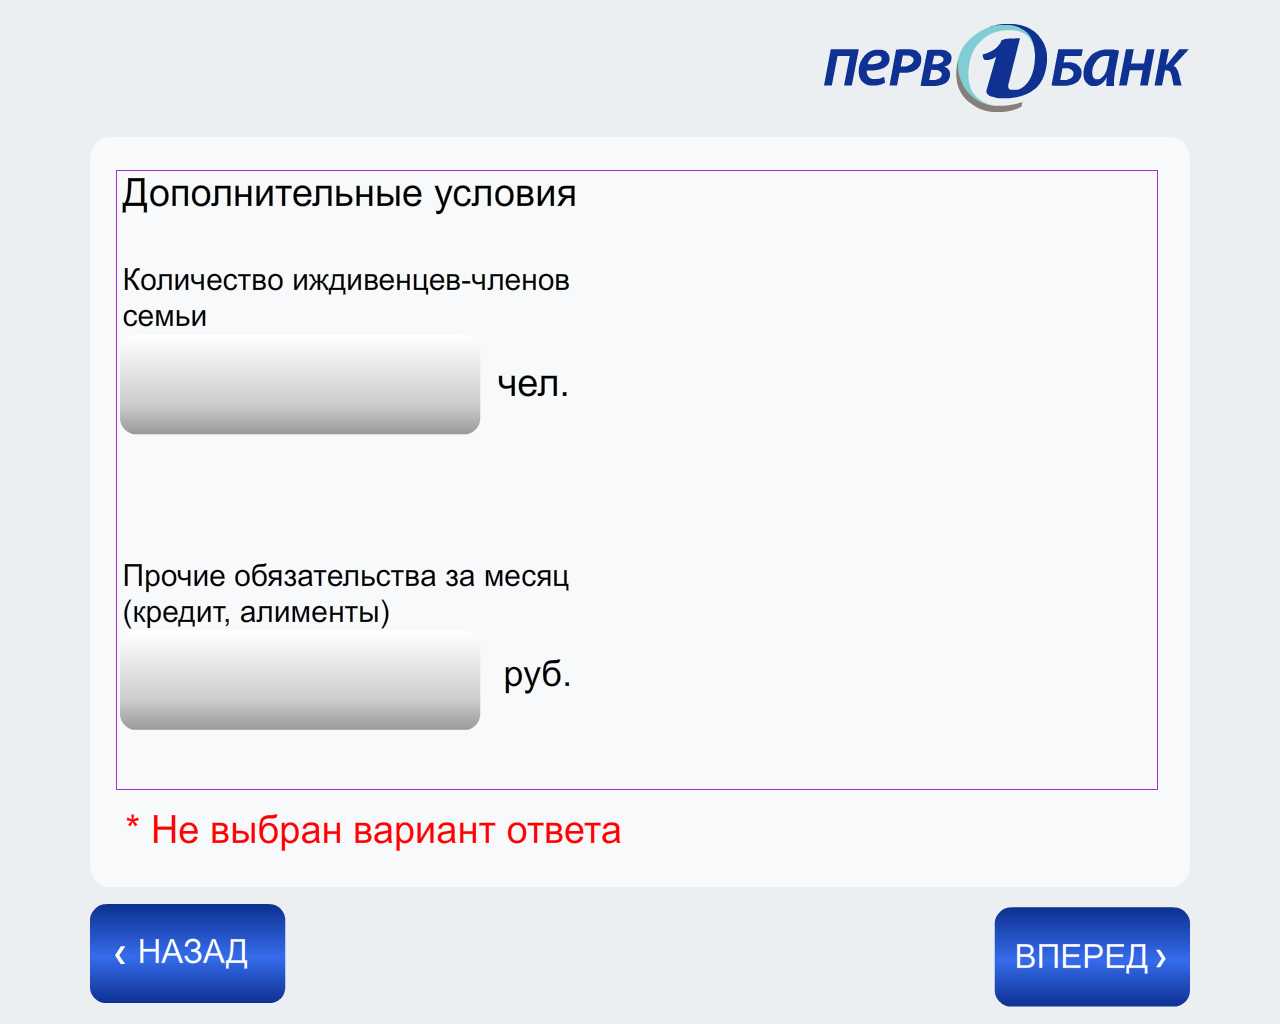 ПЕРВ1БАНК
Дополнительные условия
Количество иждивенцев-членов
семьи
чел.
Прочие обязательства за месяц
(кредит, алименты)
руб.
* Не выбран вариант ответа
‹ НАЗАД
ВПЕРЕД ›